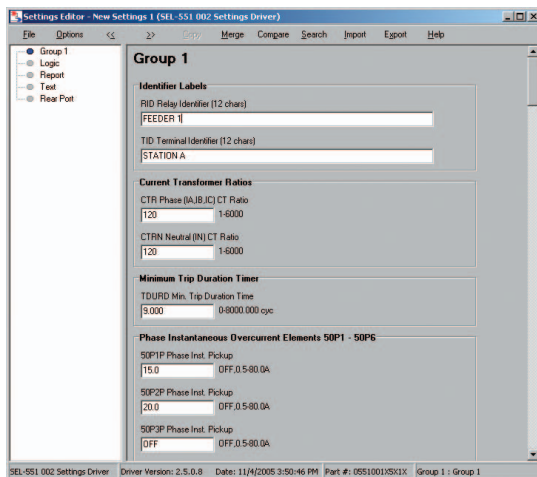 Settings Editor - New Settings 1 (SEL-551 002 Settings Driver)
File Options << >> Copy Merge Compare Search Import Export Help
Group 1
Logic
Report
Text
Rear Port
Group 1
Identifier Labels
RID Relay Identifier (12 chars)
FEEDER 1
TID Terminal Identifier (12 chars)
STATION A
Current Transformer Ratios
CTR Phase (IA,IB,IC) CT Ratio
120 1-6000
CTRN Neutral (IN) CT Ratio
120 1-6000
Minimum Trip Duration Timer
TDURD Min. Trip Duration Time
9.000 0-8000.000 cyc
Phase Instantaneous Overcurrent Elements 50P1 - 50P6
50P1P Phase Inst. Pickup
15.0 OFF,0.5-80.0A
50P2P Phase Inst. Pickup
20.0 OFF,0.5-80.0A
50P3P Phase Inst. Pickup
OFF OFF,0.5-80.0A
SEL-551 002 Settings Driver Driver Version: 2.5.0.8 Date: 11/4/2005 3:50:46 PM Part #: 0551001X5X1X Group 1 : Group 1